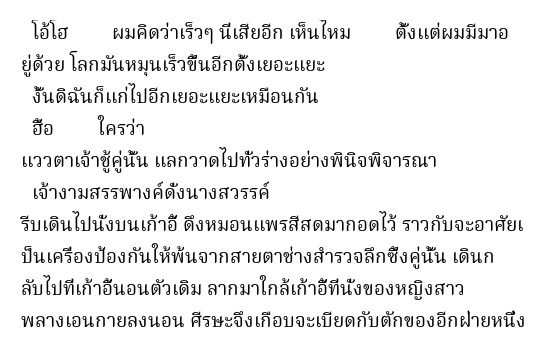 โอ้โฮ ผมคิดว่าเร็วๆ นี่เสียอีก เห็นไหม ตั้งแต่ผมมีมาอ
ยู่ด้วย โลกมันหมุนเร็วขึ้นอีกตั้งเยอะแยะ
งั้นดิฉันก็แก่ไปอีกเยอะแยะเหมือนกัน
ฮื้อ ใครว่า
แววตาเจ้าชู้คู่นั้น แลกวาดไปทั่วร่างอย่างพินิจพิจารณา
เจ้างามสรรพางค์ดั่งนางสวรรค์
รีบเดินไปนั่งบนเก้าอี้ ดึงหมอนแพรสีสดมากอดไว้ ราวกับจะอาศัยเ
ป็นเครื่องป้องกันให้พ้นจากสายตาช่างสำรวจลึกซึ้งคู่นั้น เดินก
ลับไปที่เก้าอี้นอนตัวเดิม ลากมาใกล้เก้าอี้ที่นั่งของหญิงสาว
พลางเอนกายลงนอน ศีรษะจึงเกือบจะเบียดกับตักของอีกฝ่ายหนึ่ง